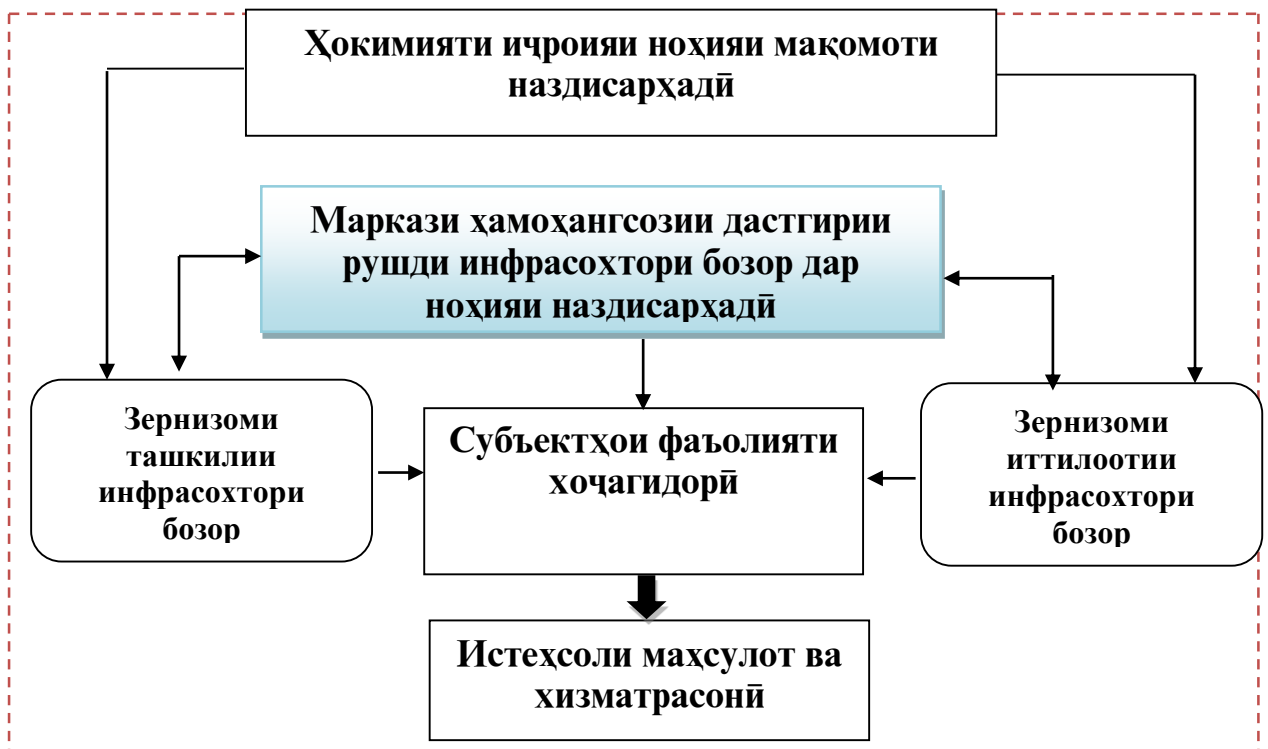 Ҳокимияти иҷроияи ноҳияи мақомоти
наздисарҳадӣ
Маркази ҳамоҳангсозии дастгирии
рушди инфрасохтори бозор дар
ноҳияи наздисарҳадӣ
Зернизоми
ташкилии
инфрасохтори
бозор
Субъектҳои фаъолияти
хоҷагидорӣ
Зернизоми
иттилоотии
инфрасохтори
бозор
Истеҳсоли маҳсулот ва
хизматрасонӣ